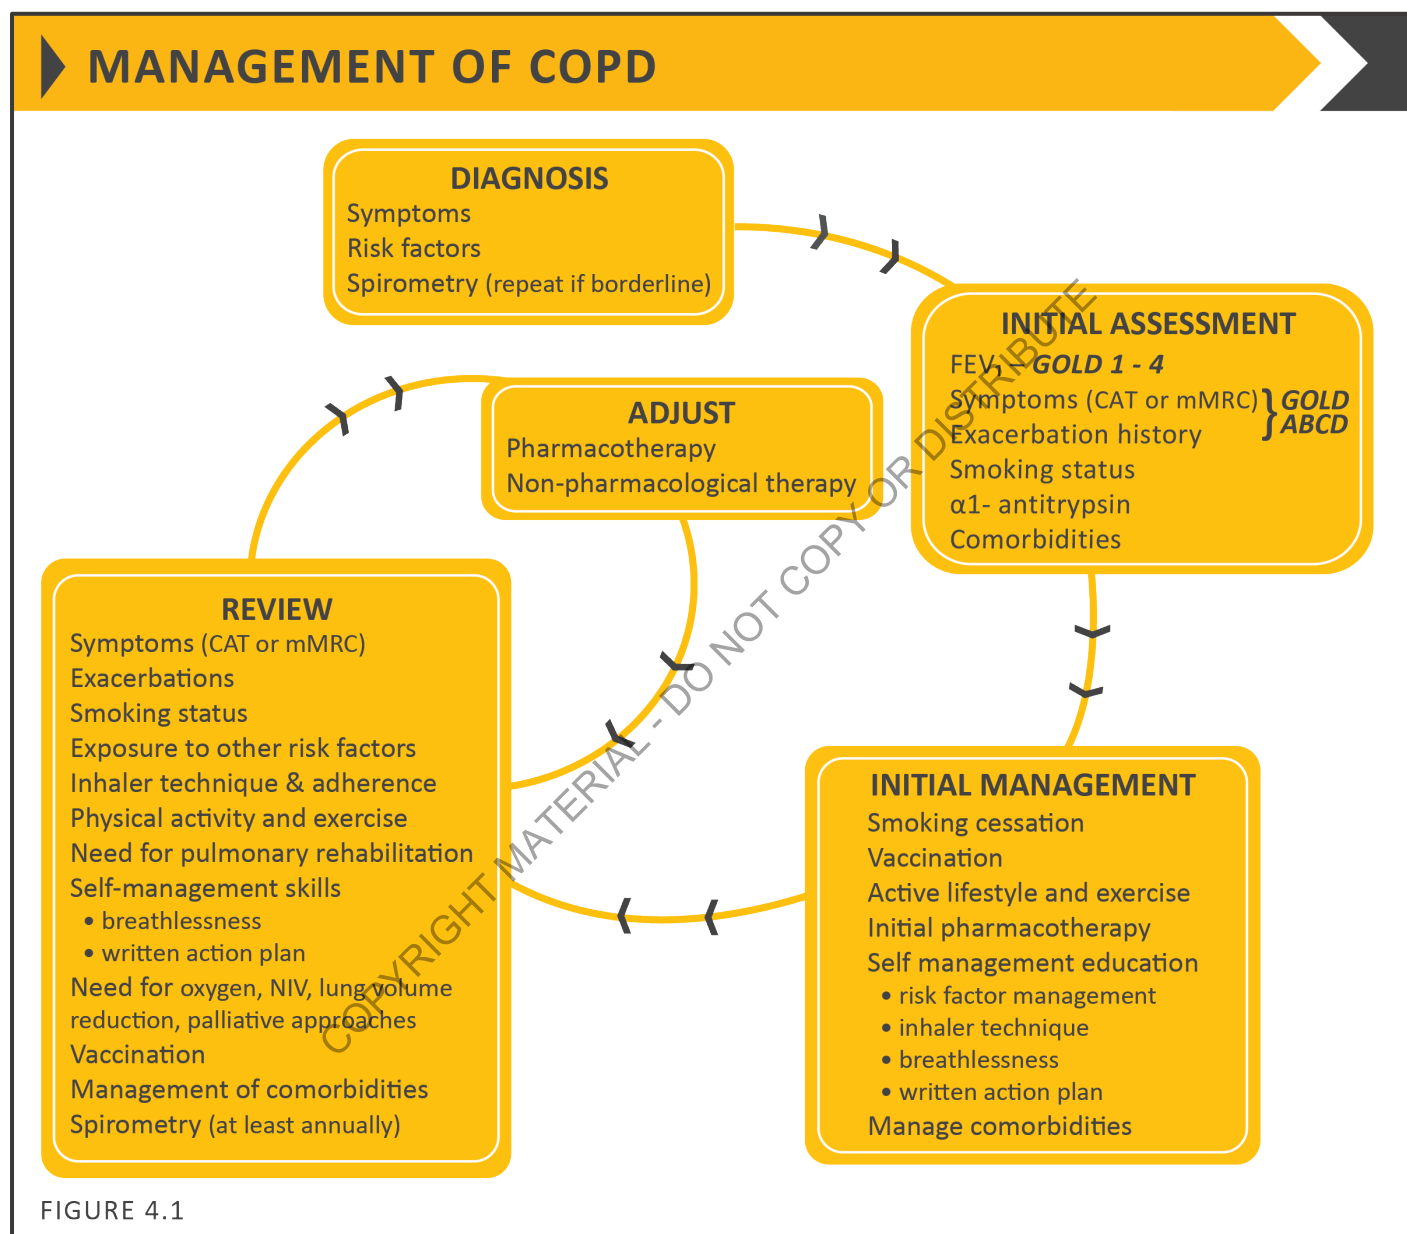 MANAGEMENT OF COPD
DIAGNOSIS
Symptoms
Risk factors
Spirometry (repeat if borderline)
INITIAL ASSESSMENT
FEV₁ – GOLD 1 - 4
Symptoms (CAT or mMRC)
Exacerbation history
} GOLD
ABCD
Smoking status
α1- antitrypsin
Comorbidities
ADJUST
Pharmacotherapy
Non-pharmacological therapy
REVIEW
Symptoms (CAT or mMRC)
Exacerbations
Smoking status
Exposure to other risk factors
Inhaler technique & adherence
Physical activity and exercise
Need for pulmonary rehabilitation
Self-management skills
• breathlessness
• written action plan
Need for oxygen, NIV, lung volume
reduction, palliative approaches
Vaccination
Management of comorbidities
Spirometry (at least annually)
INITIAL MANAGEMENT
Smoking cessation
Vaccination
Active lifestyle and exercise
Initial pharmacotherapy
Self management education
• risk factor management
• inhaler technique
• breathlessness
• written action plan
Manage comorbidities
COPYRIGHT MATERIAL - DO NOT COPY OR DISTRIBUTE
FIGURE 4.1